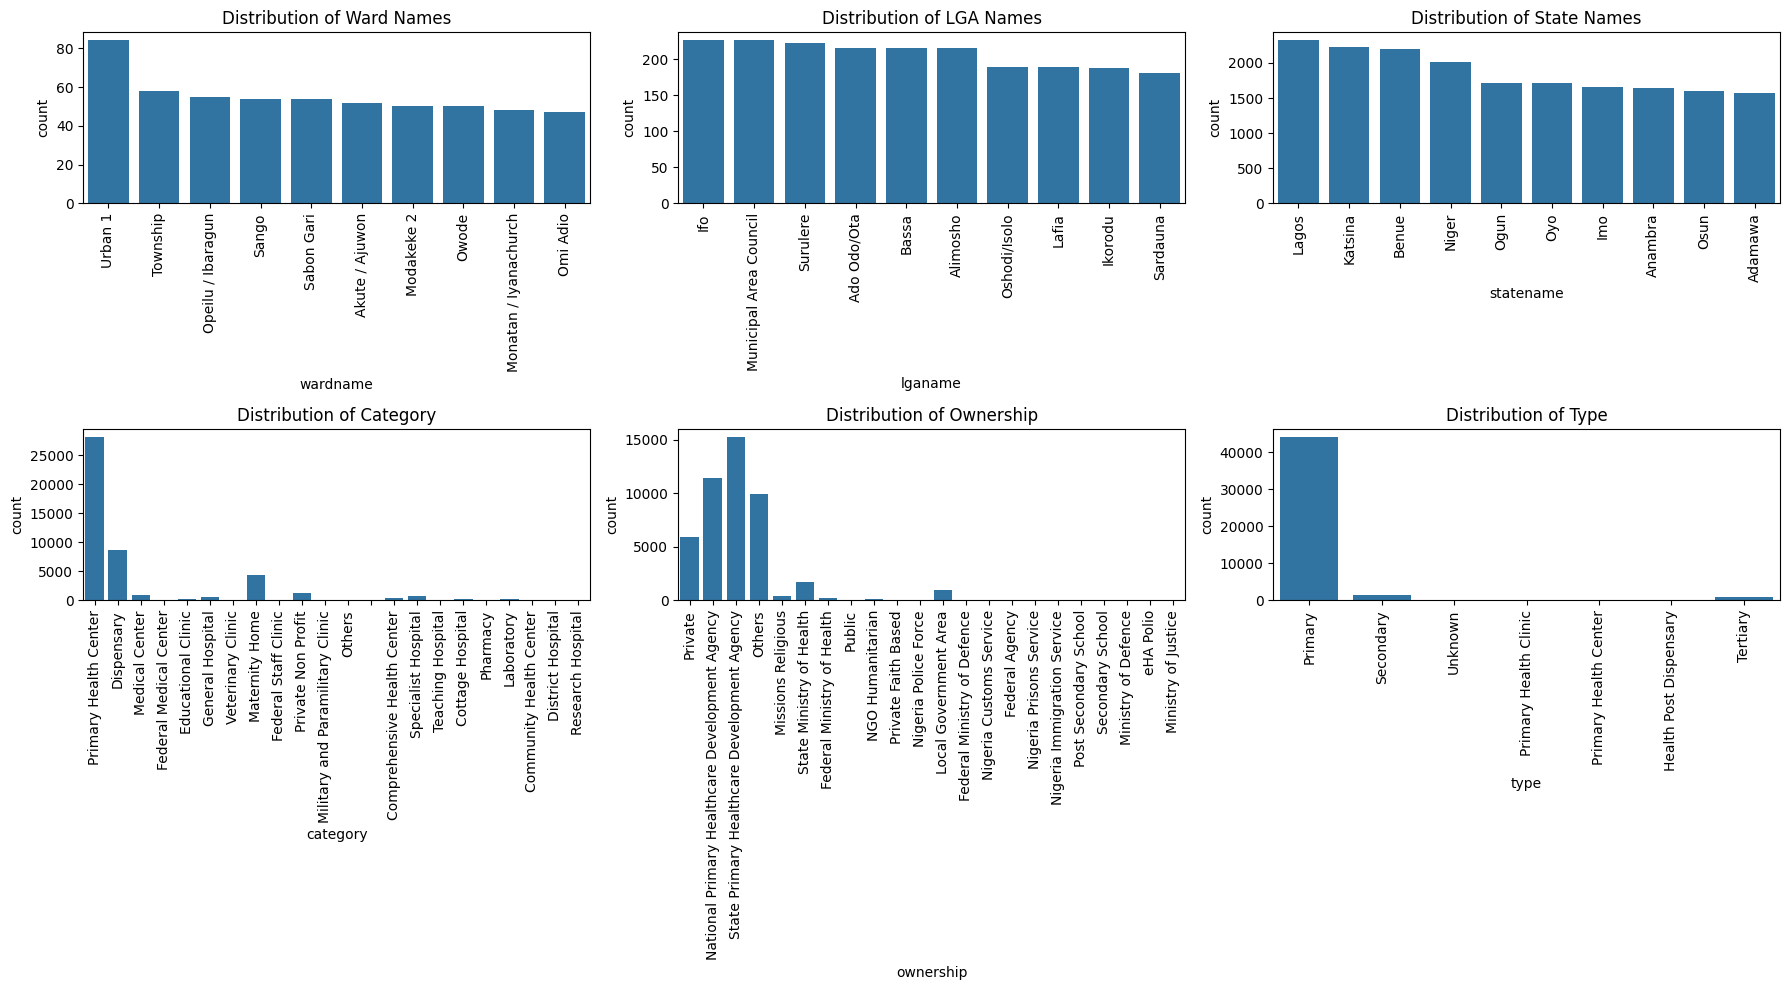 Distribution of Ward Names
80
60
40
20
0
count
Urban 1
Township
Opeilu / Ibaragun
Sango
Sabon Gari
Akute / Ajuwon
Modakeke 2
Owode
Monatan / Iyanachurch
Omi Adio
wardname
Distribution of LGA Names
200
150
100
50
0
count
Ifo
Municipal Area Council
Surulere
Ado Odo/Ota
Bassa
Alimosho
Oshodi/Isolo
Lafia
Ikorodu
Sardauna
lganame
Distribution of State Names
2000
1500
1000
500
0
count
Lagos
Katsina
Benue
Niger
Ogun
Oyo
Imo
Anambra
Osun
Adamawa
statename
Distribution of Category
25000
20000
15000
10000
5000
0
count
Primary Health Center
Dispensary
Medical Center
Federal Medical Center
Educational Clinic
General Hospital
Veterinary Clinic
Maternity Home
Federal Staff Clinic
Private Non Profit
Military and Paramilitary Clinic
Others
Comprehensive Health Center
Specialist Hospital
Teaching Hospital
Cottage Hospital
Pharmacy
Laboratory
Community Health Center
District Hospital
Research Hospital
category
Distribution of Ownership
15000
10000
5000
0
count
Private
National Primary Healthcare Development Agency
State Primary Healthcare Development Agency
Others
Missions Religious
State Ministry of Health
Federal Ministry of Health
Public
NGO Humanitarian
Private Faith Based
Nigeria Police Force
Local Government Area
Federal Ministry of Defence
Nigeria Customs Service
Federal Agency
Nigeria Prisons Service
Nigeria Immigration Service
Post Secondary School
Secondary School
Ministry of Defence
eHA Polio
Ministry of Justice
ownership
Distribution of Type
40000
30000
20000
10000
0
count
Primary
Secondary
Unknown
Primary Health Clinic
Primary Health Center
Health Post Dispensary
Tertiary
type